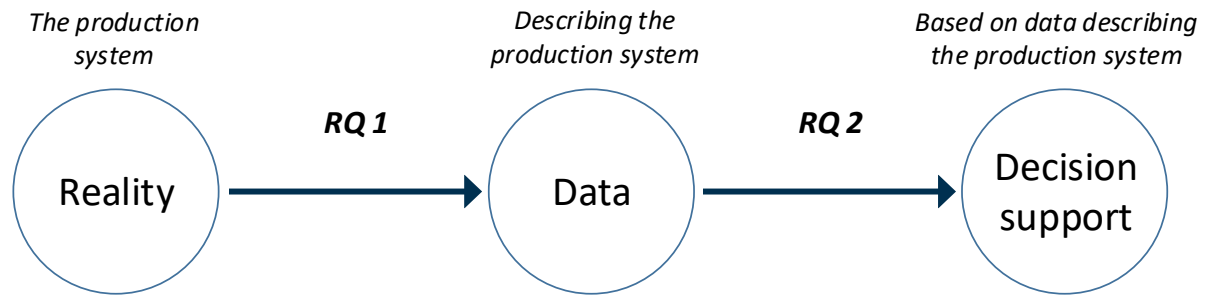 The production
system
Describing the
production system
Based on data describing
the production system
RQ 1
RQ 2
Reality
Data
Decision
support